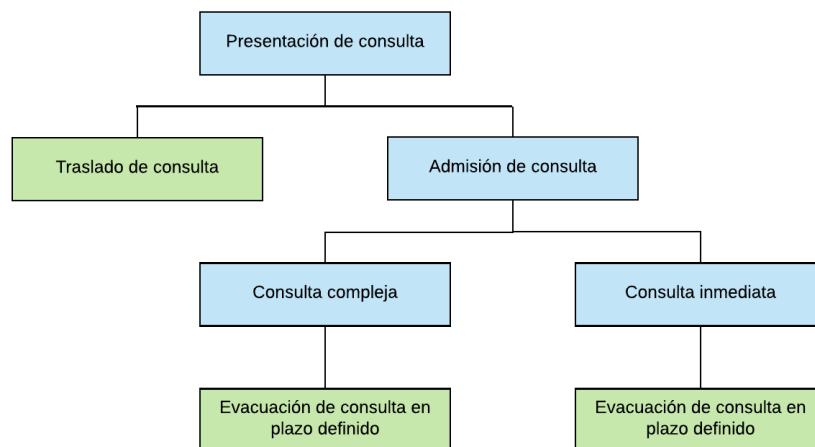 Presentación de consulta
Traslado de consulta
Admisión de consulta
Consulta compleja
Consulta inmediata
Evacuación de consulta en
plazo definido
Evacuación de consulta en
plazo definido